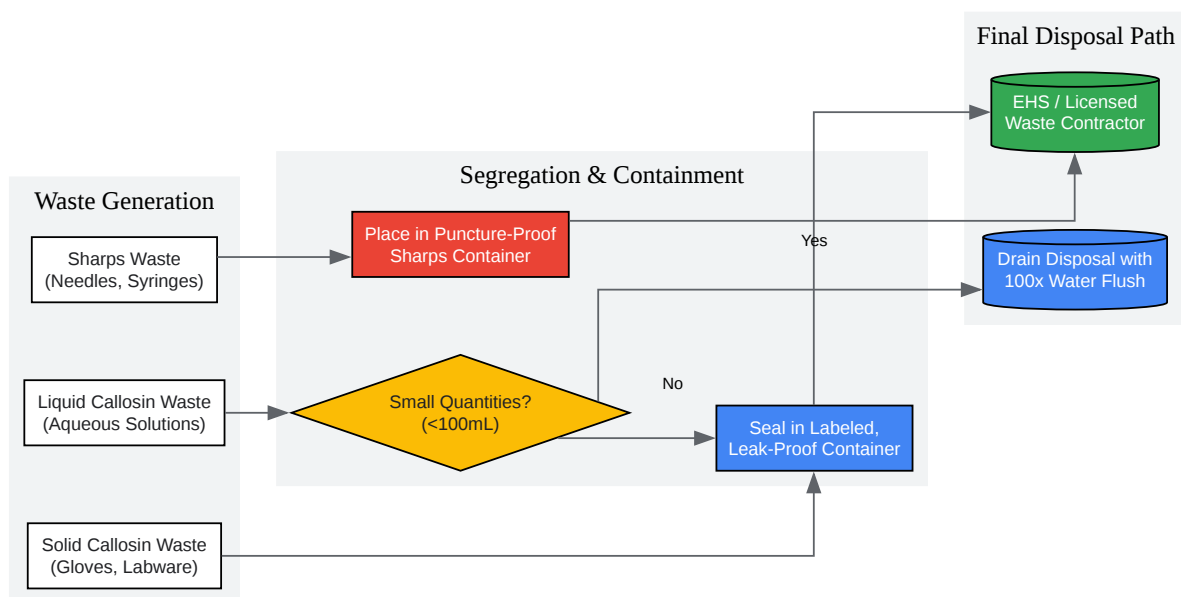 Final Disposal Path
EHS / Licensed
Waste Contractor
Segregation & Containment
Waste Generation
Place in Puncture-Proof
Sharps Container
Yes
Sharps Waste
(Needles, Syringes)
Drain Disposal with
100x Water Flush
No
Liquid Callosin Waste
(Aqueous Solutions)
Small Quantities?
(<100mL)
Seal in Labeled,
Leak-Proof Container
Solid Callosin Waste
(Gloves, Labware)